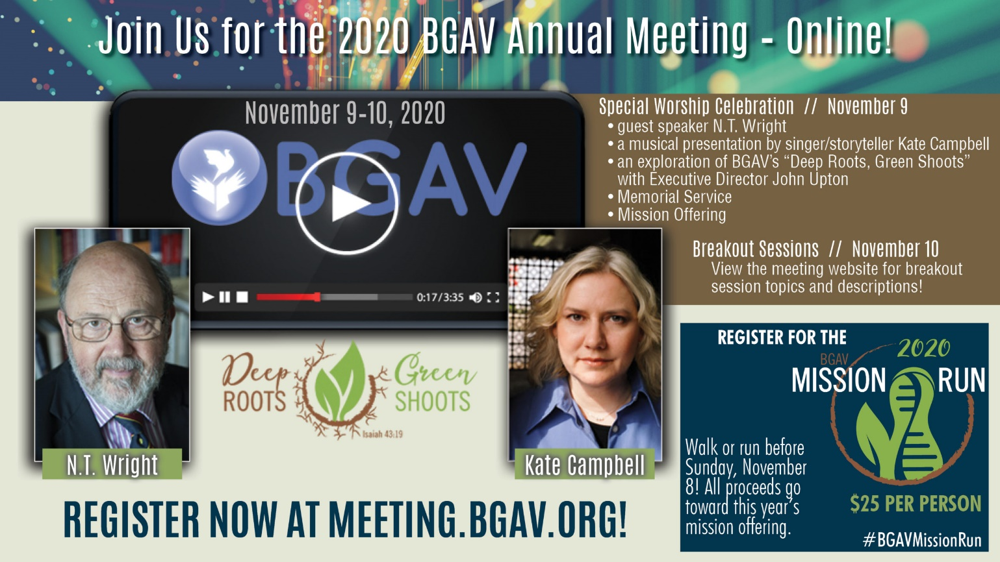 Join Us for the 2020 BGAV Annual Meeting - Online!
November 9-10, 2020
BGAV
0:17/3:35
Special Worship Celebration // November 9
• guest speaker N.T. Wright
• a musical presentation by singer/storyteller Kate Campbell
• an exploration of BGAV's “Deep Roots, Green Shoots”
with Executive Director John Upton
• Memorial Service
• Mission Offering
Breakout Sessions // November 10
View the meeting website for breakout
session topics and descriptions!
Deep Green
ROOTS SHOOTS
Isaiah 43:19
N.T. Wright
Kate Campbell
REGISTER NOW AT MEETING.BGAV.ORG!
REGISTER FOR THE
2020
BGAV
MISSION RUN
Walk or run before
Sunday, November
8! All proceeds go
toward this year's
mission offering.
$25 PER PERSON
#BGAVMissionRun